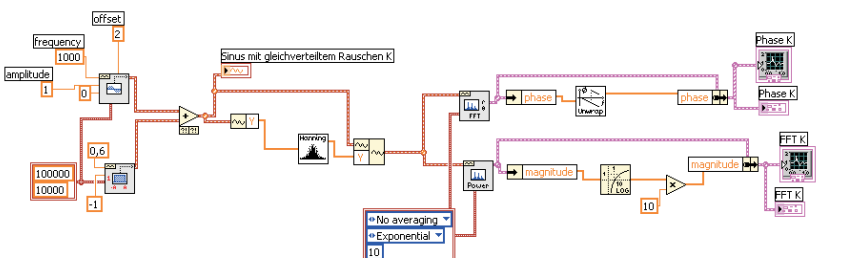 offset
2
frequency
1000
amplitude
1
0
Sinus mit gleichverteiltem Rauschen K
Y
Hanning
Y
0,6
100000
10000
-1
FFT
phase
Unwrap
phase
Phase K
Phase K
Power
magnitude
LOG
10
magnitude
FFT K
FFT K
No averaging
Exponential
10